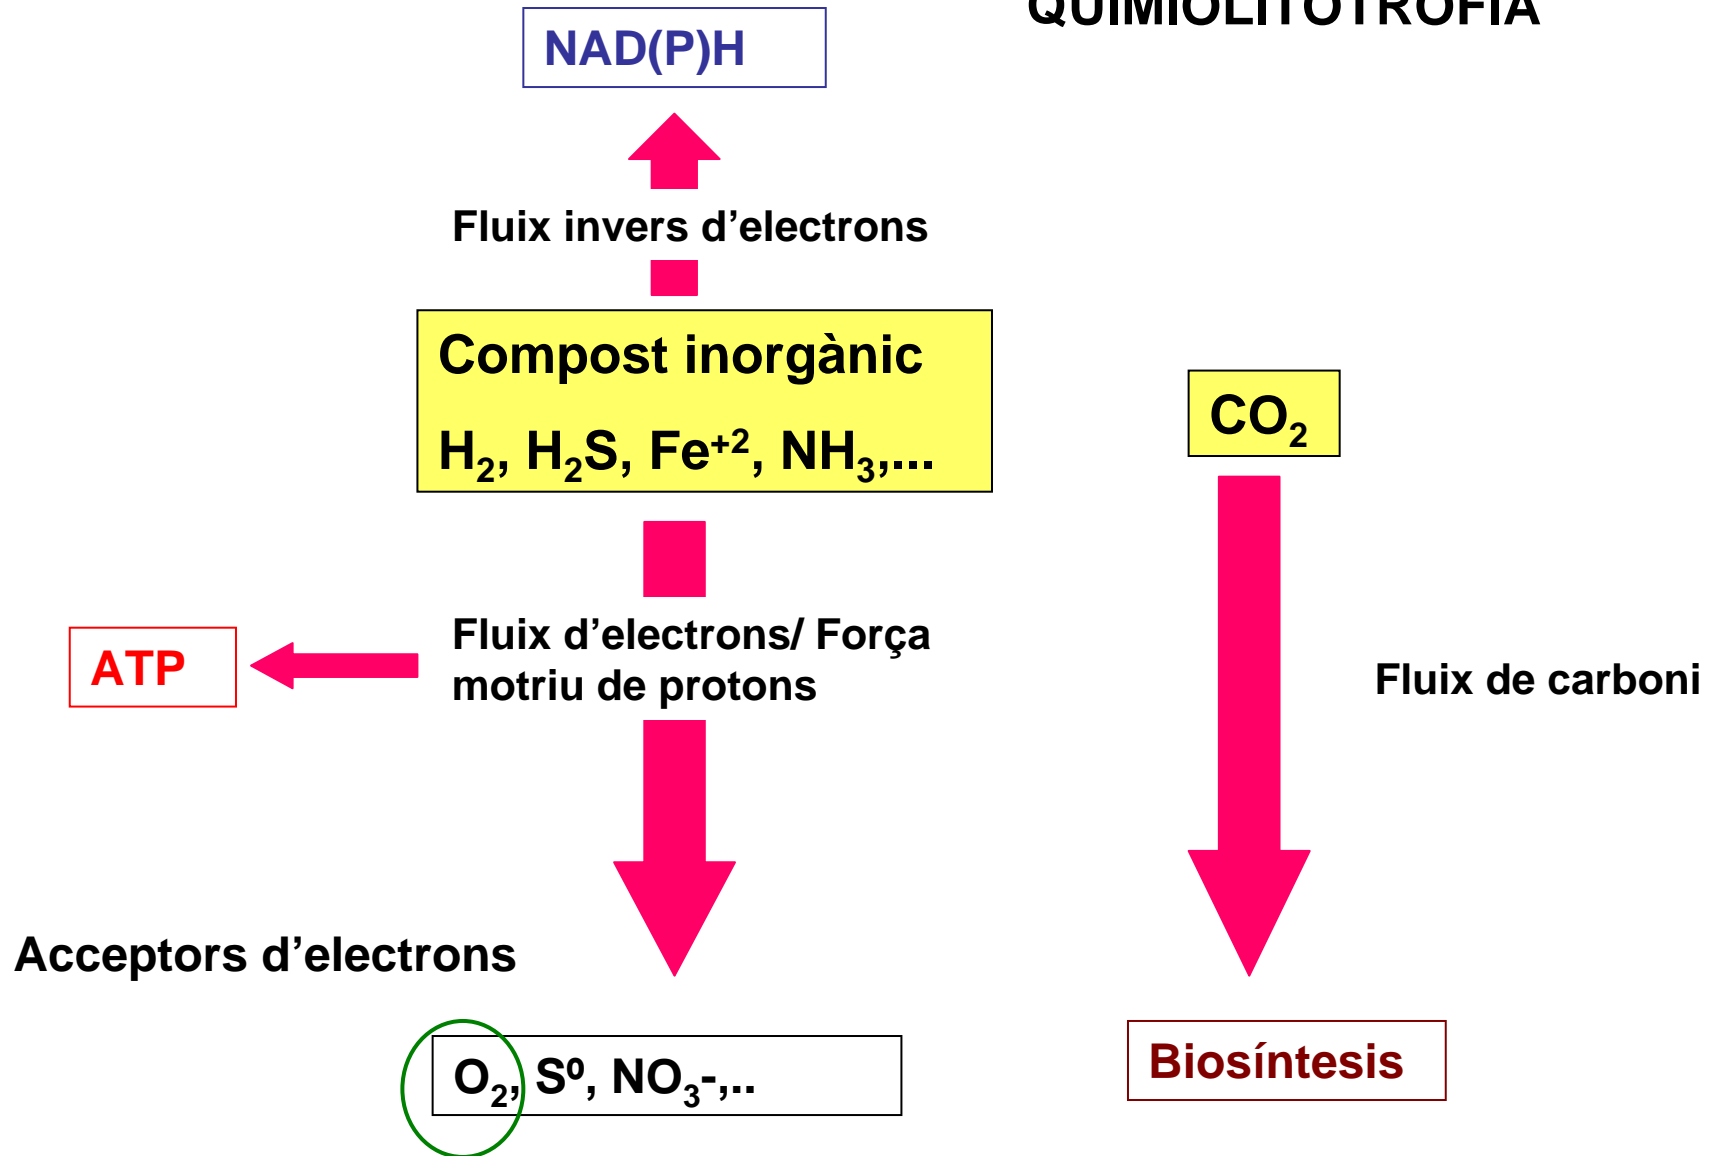 QUIMIOLITOTROFIA
NAD(P)H
Fluix invers d’electrons
Compost inorgànic
H₂, H₂S, Fe⁺², NH₃,...
CO₂
ATP
Fluix d’electrons/ Força
motriu de protons
Fluix de carboni
Acceptors d’electrons
O₂, Sº, NO₃-,..
Biosíntesis